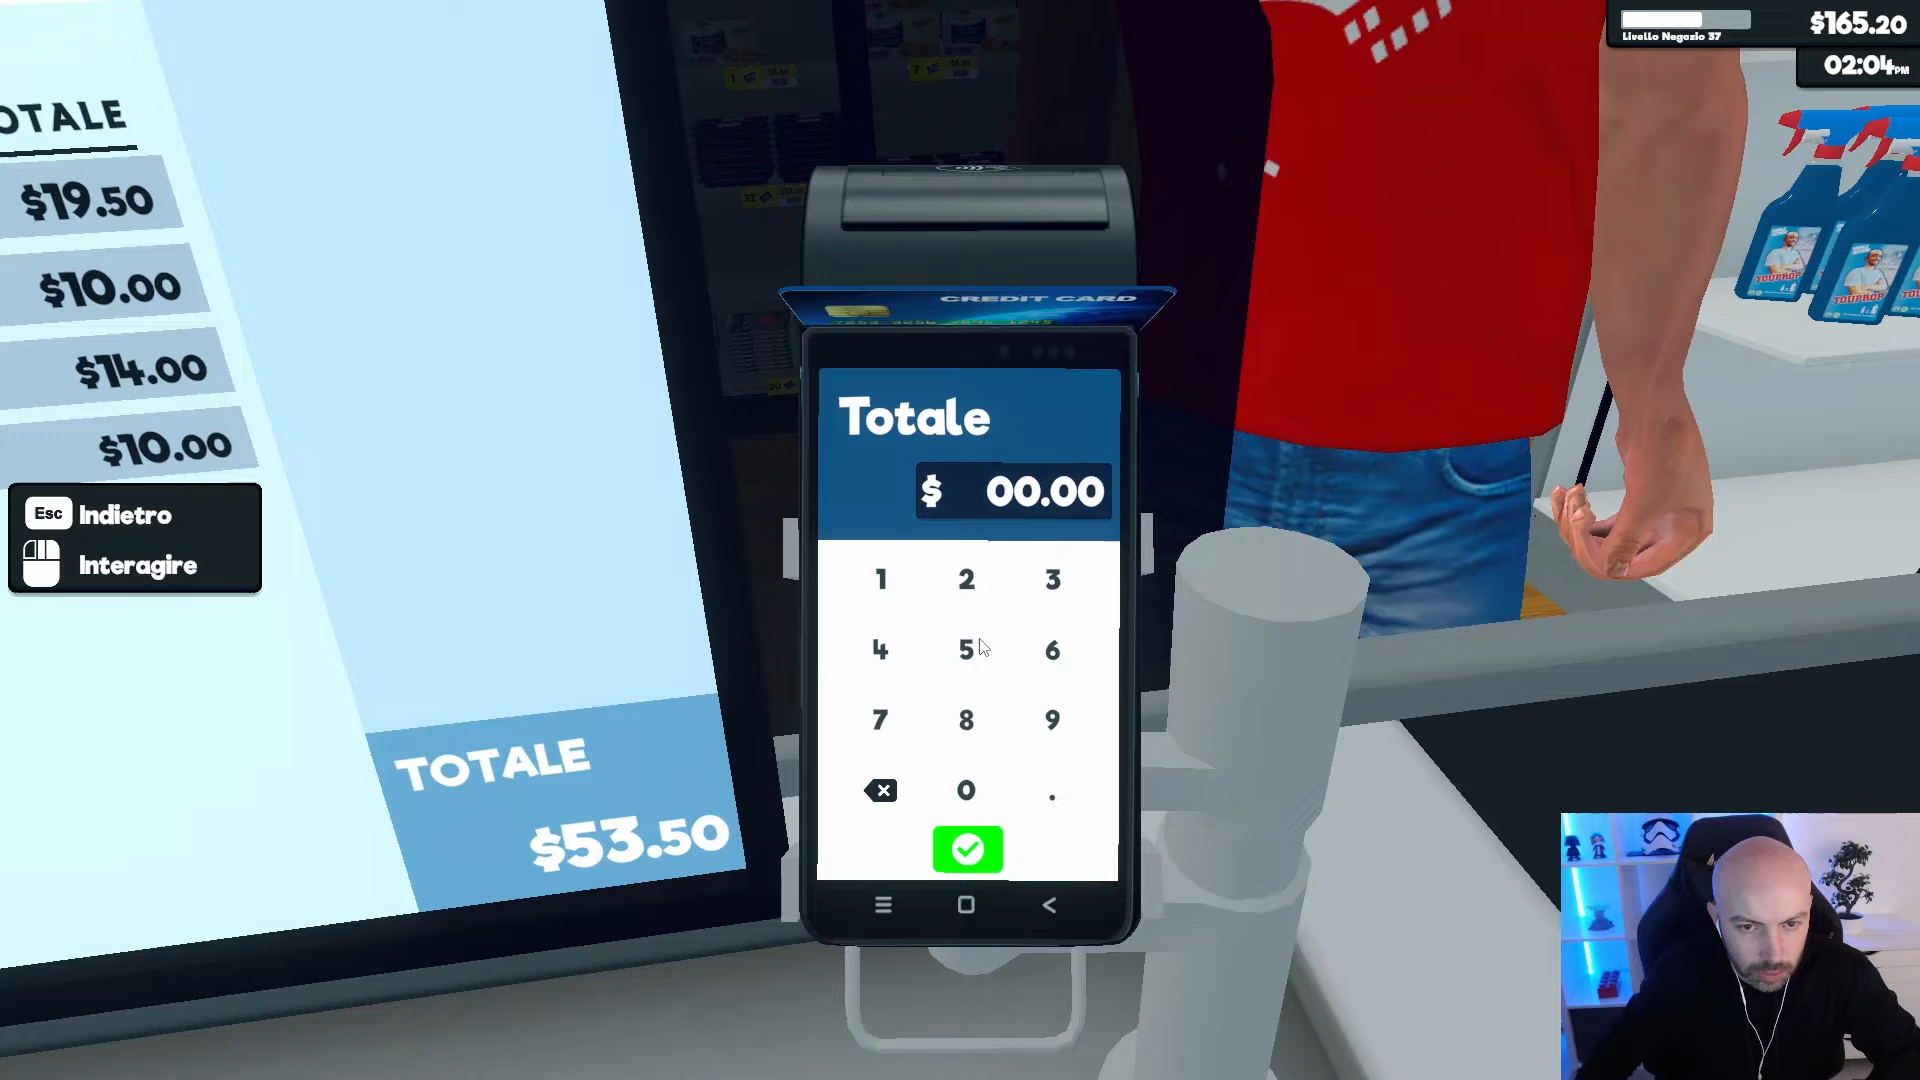 OTALE
$19.50
$10.00
$14.00
$10.00
Esc Indietro
Interagire
TOTALE
$53.50
CREDIT CARD
Totale
$ 00.00
1 2 3
4 5 6
7 8 9
0 .
$165.20
Livello Negozio 37
02:04PM
TOUPROP
TOUPROP